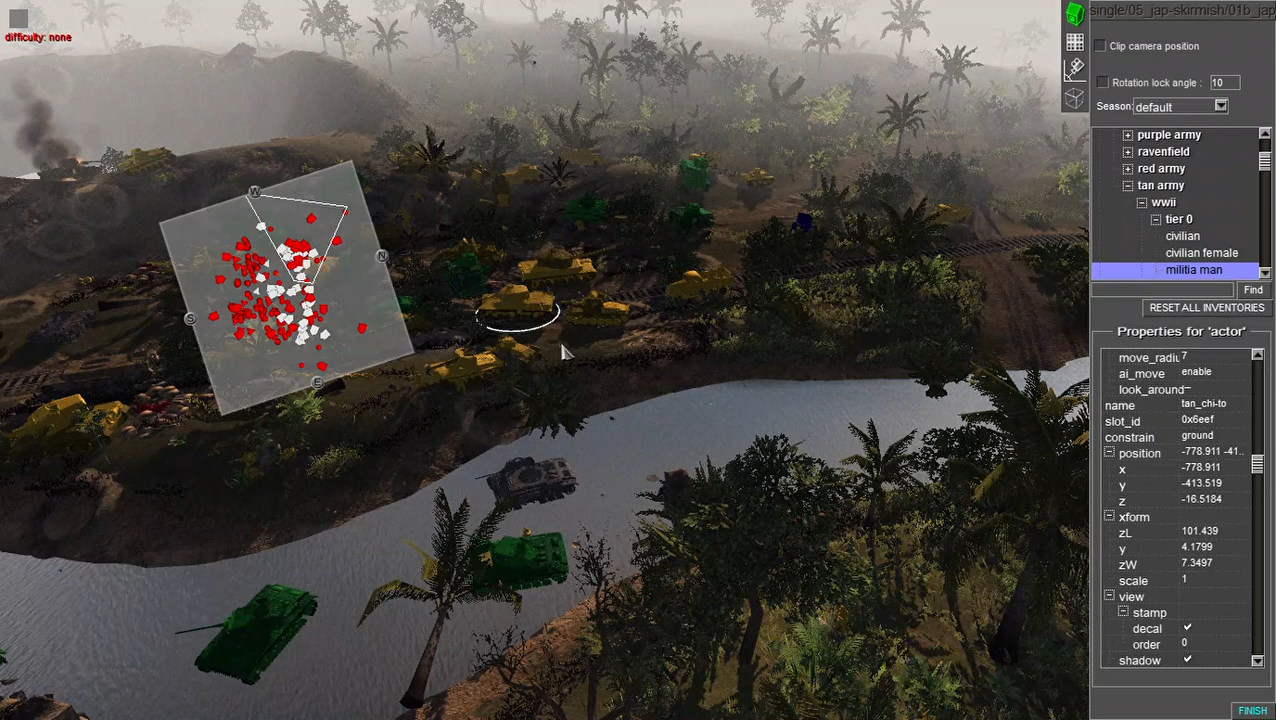 single/05_jap-skirmish/01b_jap
difficulty: none
Clip camera position
Rotation lock angle : 10
Season: default
purple army
ravenfield
red army
tan army
wwii
tier 0
civilian
civilian female
militia man
Find
RESET ALL INVENTORIES
Properties for 'actor'
move_radiu 7
ai_move enable
look_around
name tan_chi-to
slot_id 0x6eef
constrain ground
position -778.911 -41..
x -778.911
y -413.519
z -16.5184
xform
zL 101.439
y 4.1799
zW 7.3497
scale 1
view
stamp
decal
order 0
shadow
FINISH
W
N
S
E